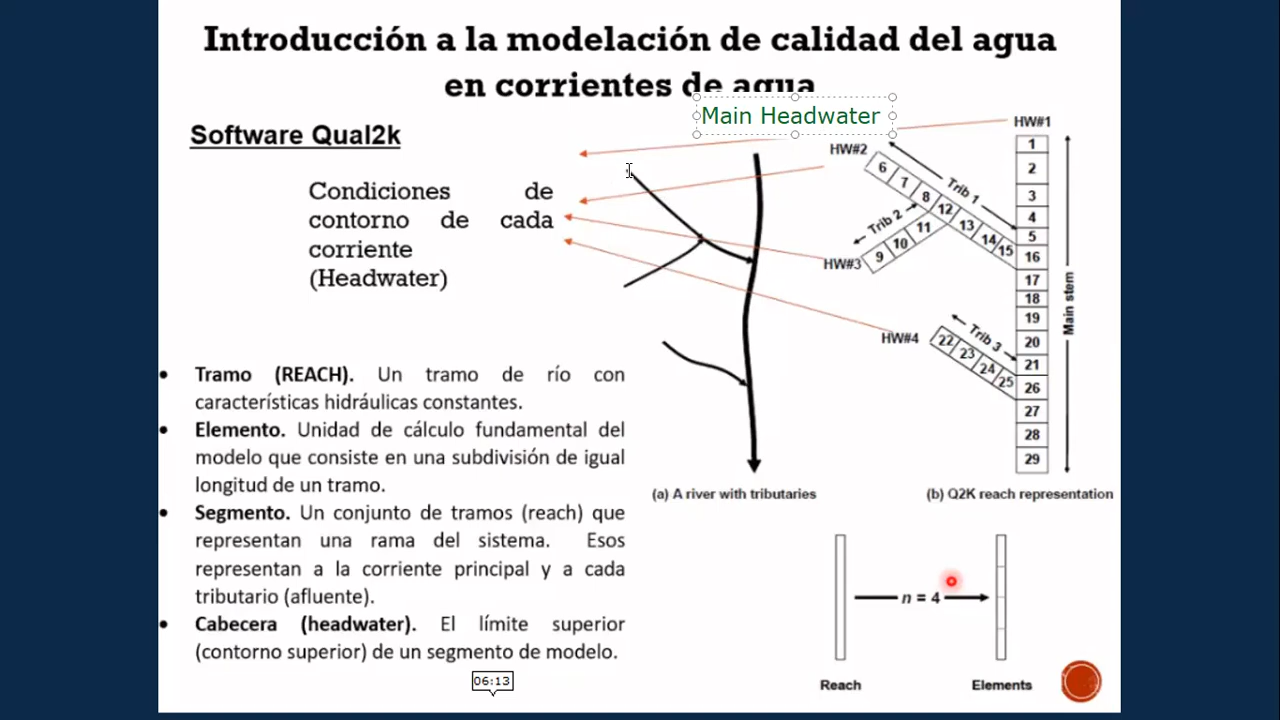 Introducción a la modelación de calidad del agua
en corrientes de agua
Main Headwater
Software Qual2k
Condiciones de
contorno de cada
corriente
(Headwater)
HW#1
HW#2
HW#3
HW#4
Trib 1
Trib 2
Trib 3
Main stem
1
2
3
4
5
6
7
8
9
10
11
12
13
14
15
16
17
18
19
20
21
22
23
24
25
26
27
28
29
(a) A river with tributaries
(b) Q2K reach representation
• Tramo (REACH). Un tramo de río con
características hidráulicas constantes.
• Elemento. Unidad de cálculo fundamental del
modelo que consiste en una subdivisión de igual
longitud de un tramo.
• Segmento. Un conjunto de tramos (reach) que
representan una rama del sistema. Esos
representan a la corriente principal y a cada
tributario (afluente).
• Cabecera (headwater). El límite superior
(contorno superior) de un segmento de modelo.
n = 4
Reach
Elements
06:13